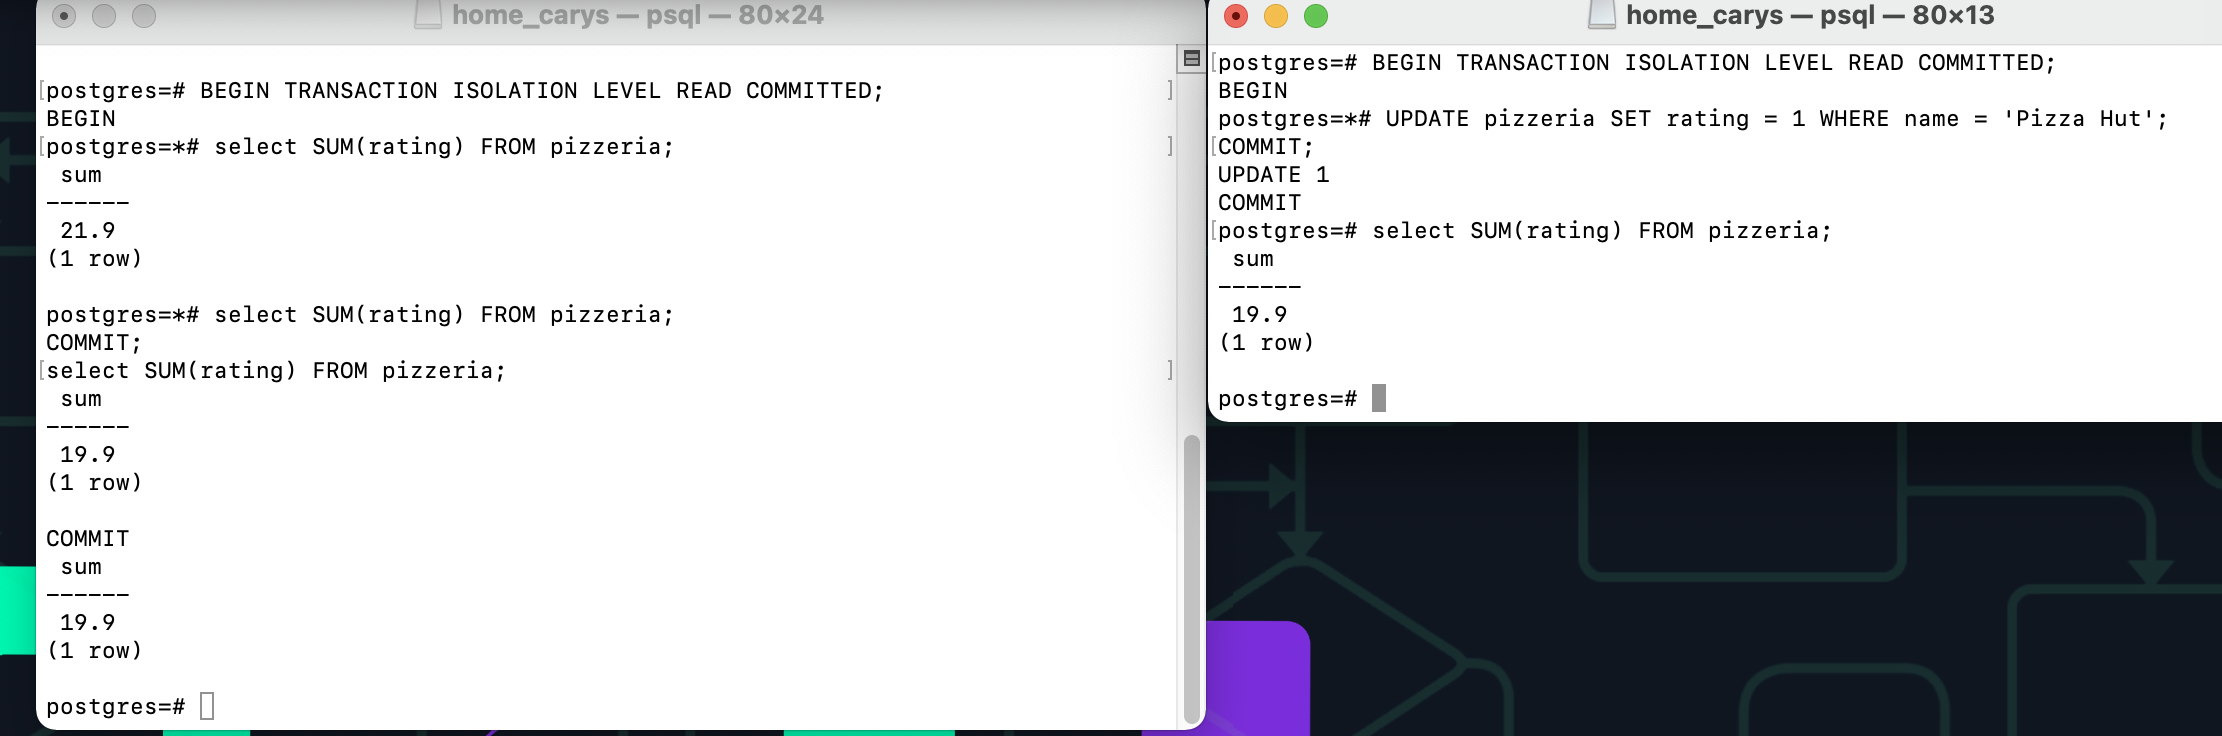 home_carys — psql — 80×24
postgres=# BEGIN TRANSACTION ISOLATION LEVEL READ COMMITTED;
BEGIN
postgres=*# select SUM(rating) FROM pizzeria;
sum
------
21.9
(1 row)
postgres=*# select SUM(rating) FROM pizzeria;
COMMIT;
select SUM(rating) FROM pizzeria;
sum
------
19.9
(1 row)
COMMIT
sum
------
19.9
(1 row)
postgres=#
home_carys — psql — 80×13
postgres=# BEGIN TRANSACTION ISOLATION LEVEL READ COMMITTED;
BEGIN
postgres=*# UPDATE pizzeria SET rating = 1 WHERE name = 'Pizza Hut';
COMMIT;
UPDATE 1
COMMIT
postgres=# select SUM(rating) FROM pizzeria;
sum
------
19.9
(1 row)
postgres=#